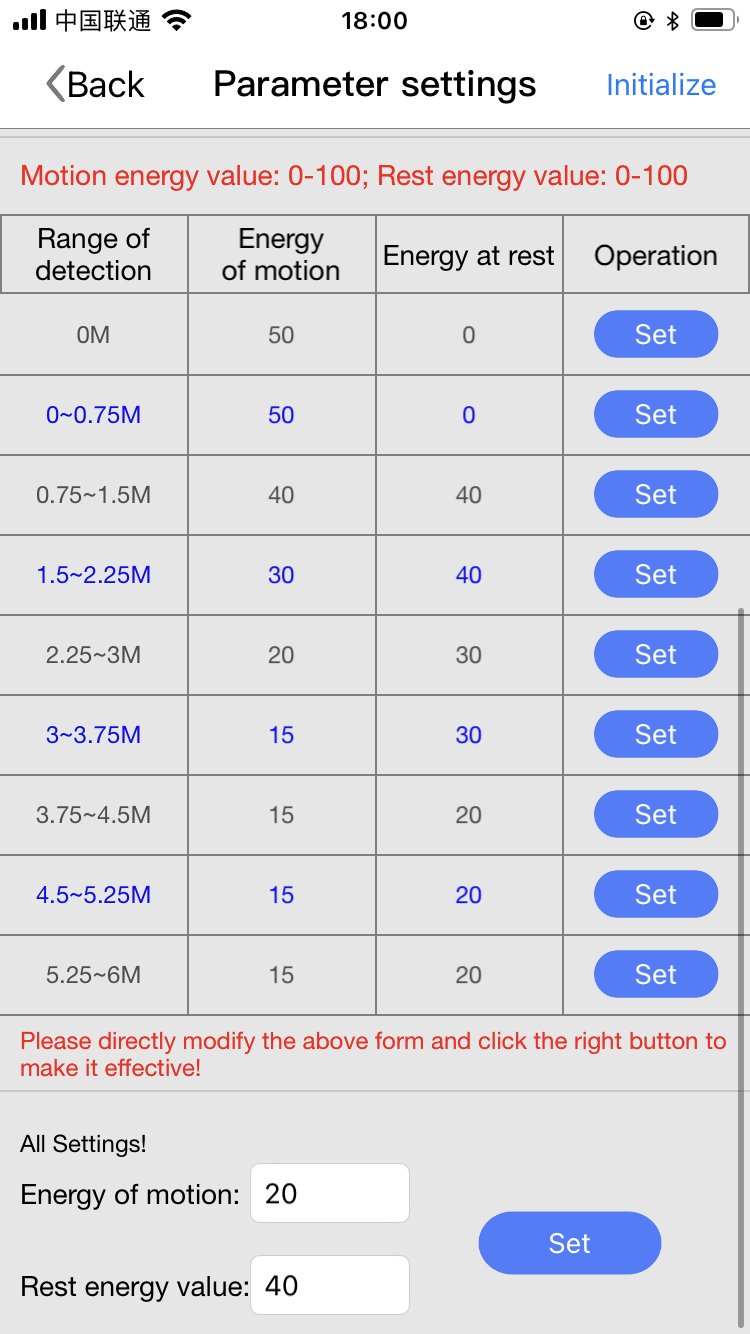 中国联通 18:00
Back Parameter settings Initialize
Motion energy value: 0-100; Rest energy value: 0-100
Range of detection Energy of motion Energy at rest Operation
0M 50 0 Set
0~0.75M 50 0 Set
0.75~1.5M 40 40 Set
1.5~2.25M 30 40 Set
2.25~3M 20 30 Set
3~3.75M 15 30 Set
3.75~4.5M 15 20 Set
4.5~5.25M 15 20 Set
5.25~6M 15 20 Set
Please directly modify the above form and click the right button to
make it effective!
All Settings!
Energy of motion: 20
Set
Rest energy value: 40